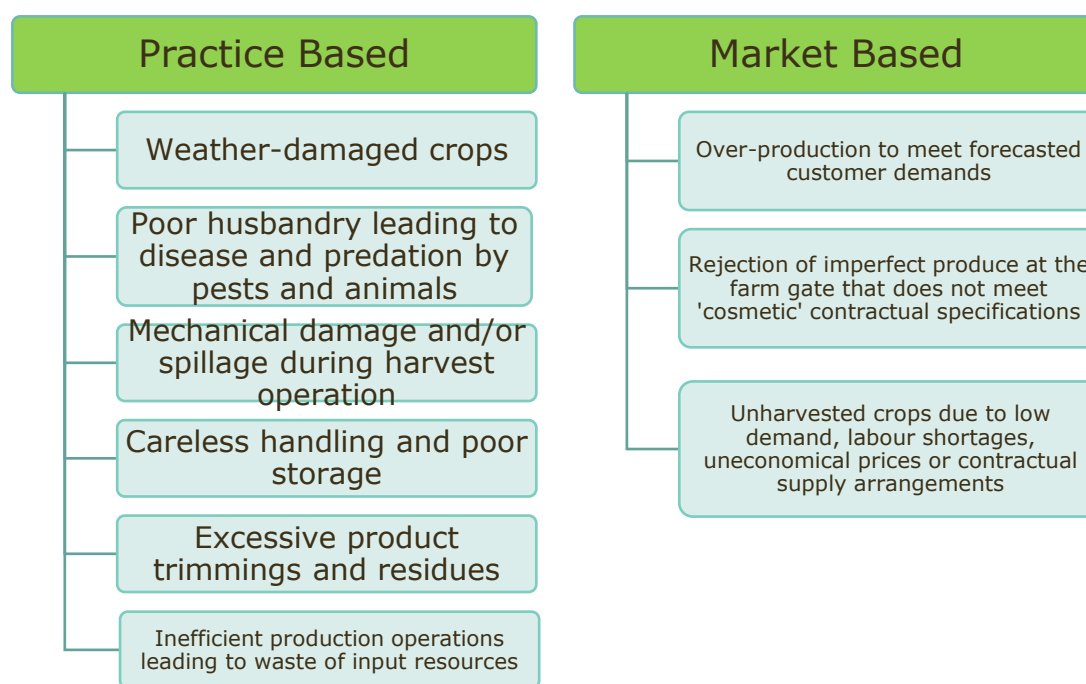 Practice Based
Weather-damaged crops
Poor husbandry leading to
disease and predation by
pests and animals
Mechanical damage and/or
spillage during harvest
operation
Careless handling and poor
storage
Excessive product
trimmings and residues
Inefficient production operations
leading to waste of input resources
Market Based
Over-production to meet forecasted
customer demands
Rejection of imperfect produce at the
farm gate that does not meet
'cosmetic' contractual specifications
Unharvested crops due to low
demand, labour shortages,
uneconomical prices or contractual
supply arrangements